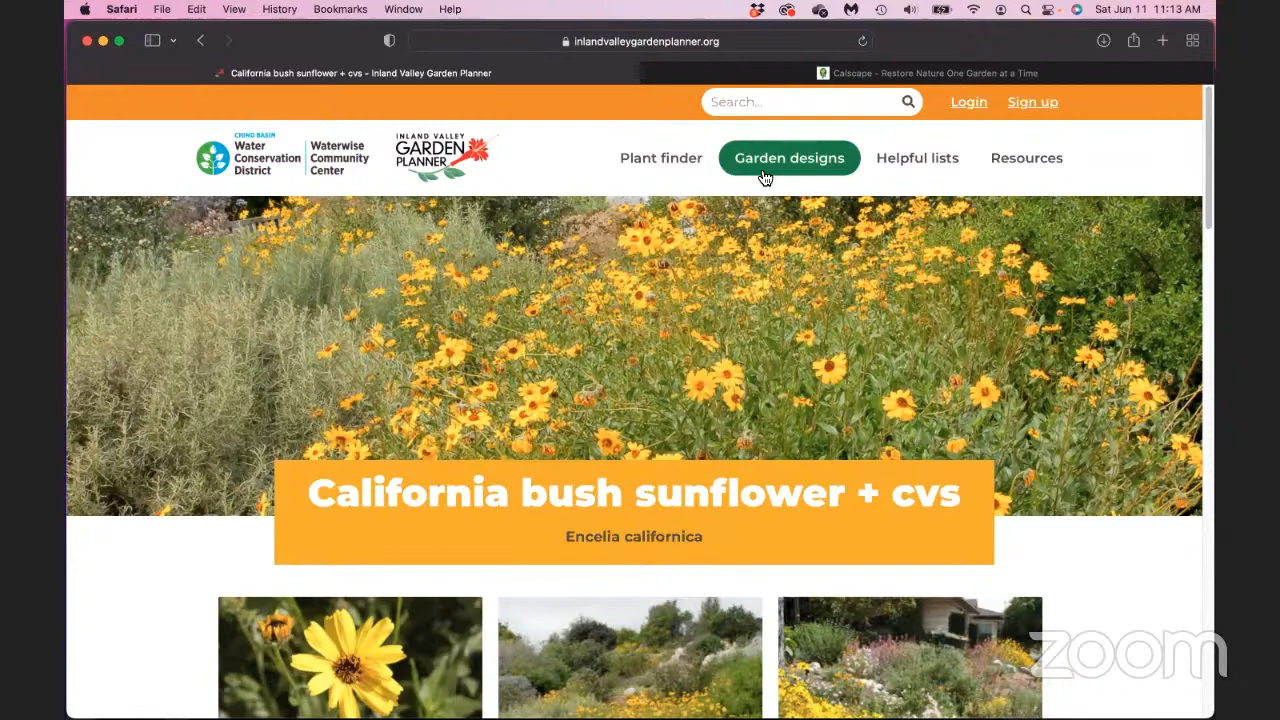 Safari File Edit View History Bookmarks Window Help Sat Jun 11 11:13 AM
inlandvalleygardenplanner.org
California bush sunflower + cvs - Inland Valley Garden Planner
Calscape - Restore Nature One Garden at a Time
Search...
Login
Sign up
CHINO BASIN
Water
Conservation
District
Waterwise
Community
Center
INLAND VALLEY
GARDEN
PLANNER
Plant finder
Garden designs
Helpful lists
Resources
California bush sunflower + cvs
Encelia californica
zoom